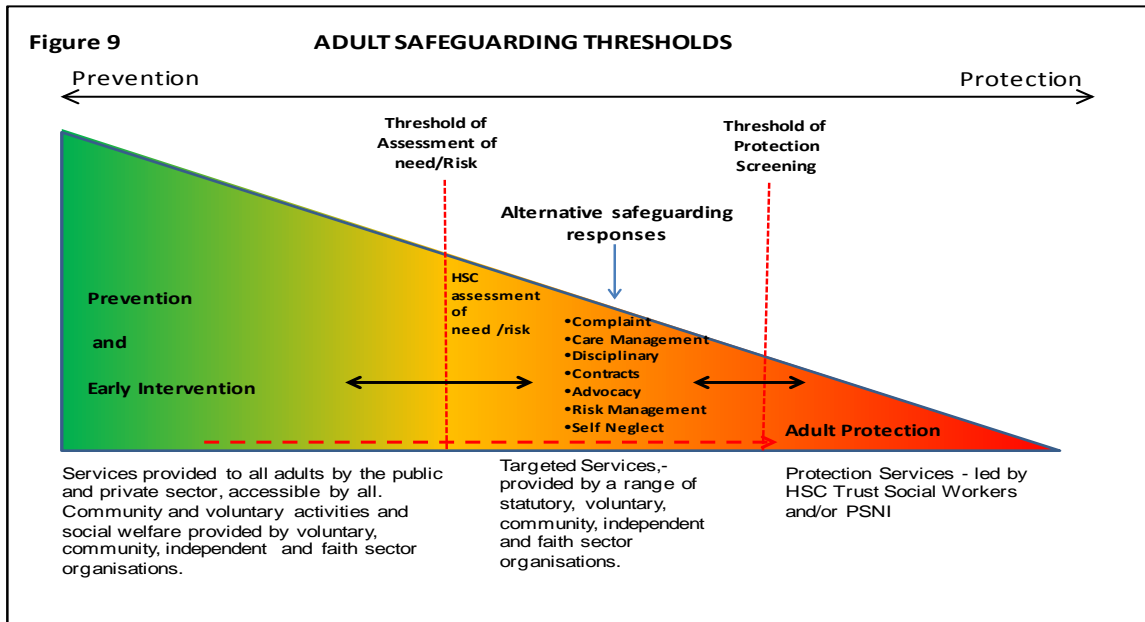 Figure 9
ADULT SAFEGUARDING THRESHOLDS
Prevention
Protection
Threshold of
Assessment of
need/Risk
Threshold of
Protection
Screening
Alternative safeguarding
responses
Prevention
and
Early Intervention
HSC
assessment
of
need /risk
•Complaint
•Care Management
•Disciplinary
•Contracts
•Advocacy
•Risk Management
•Self Neglect
Adult Protection
Services provided to all adults by the public
and private sector, accessible by all.
Community and voluntary activities and
social welfare provided by voluntary,
community, independent and faith sector
organisations.
Targeted Services,-
provided by a range of
statutory, voluntary,
community, independent
and faith sector
organisations.
Protection Services - led by
HSC Trust Social Workers
and/or PSNI